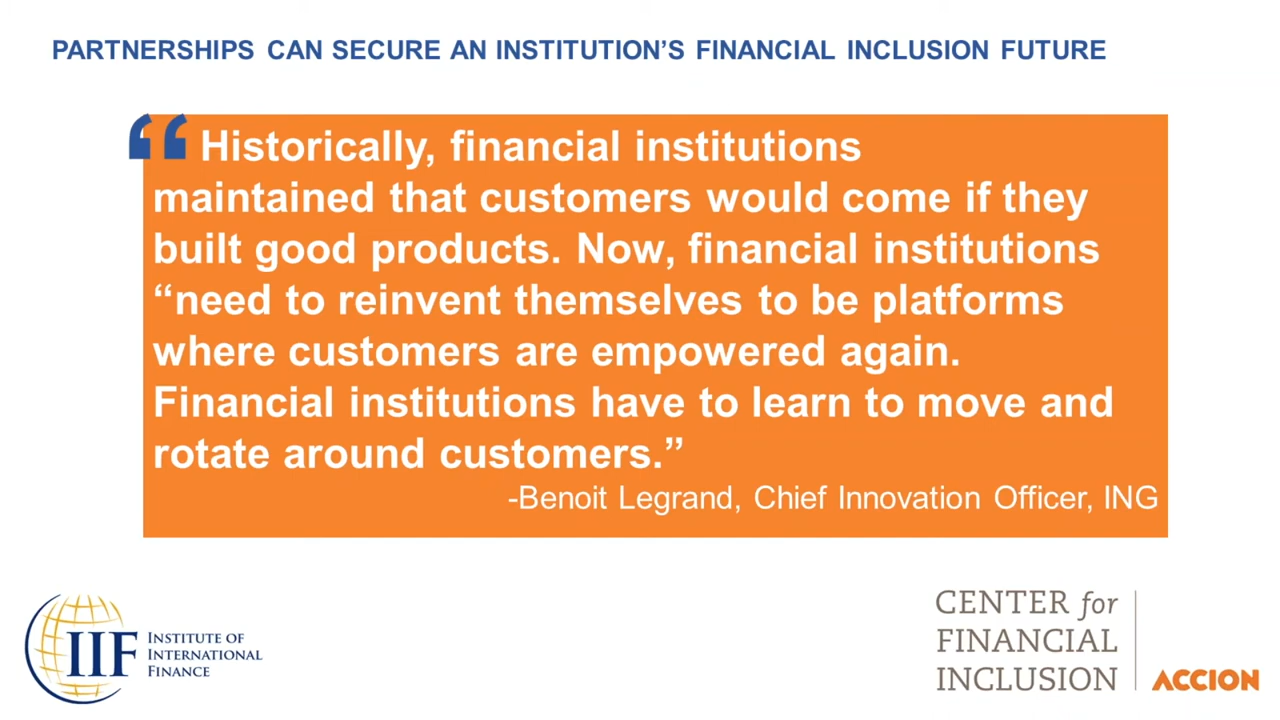 PARTNERSHIPS CAN SECURE AN INSTITUTION’S FINANCIAL INCLUSION FUTURE
“ Historically, financial institutions
maintained that customers would come if they
built good products. Now, financial institutions
“need to reinvent themselves to be platforms
where customers are empowered again.
Financial institutions have to learn to move and
rotate around customers.”
-Benoit Legrand, Chief Innovation Officer, ING
IIF
INSTITUTE OF
INTERNATIONAL
FINANCE
CENTER for
FINANCIAL
INCLUSION
ACCION